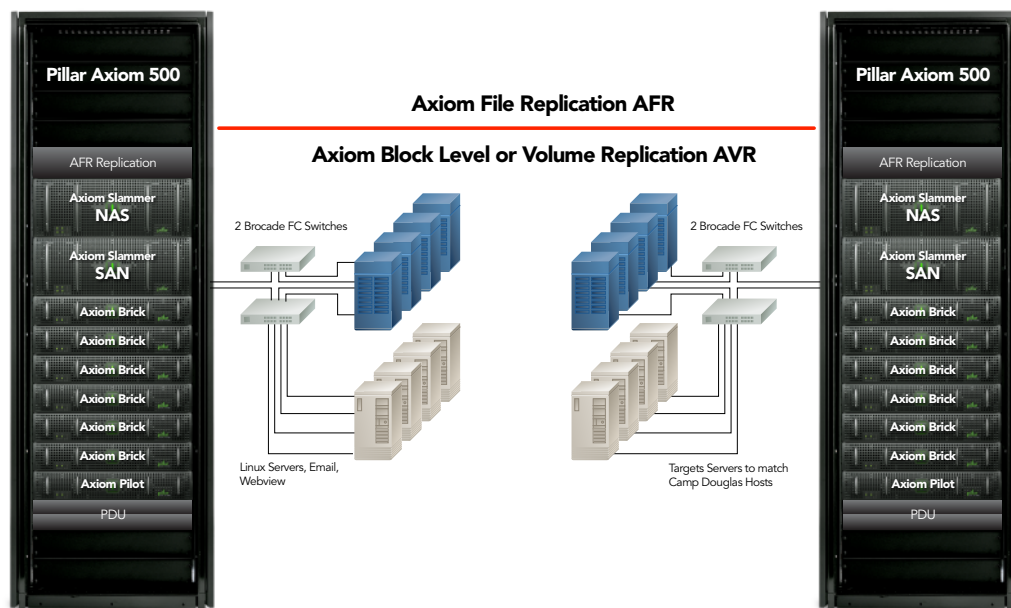 Pillar Axiom 500
AFR Replication
Axiom Slammer
NAS
Axiom Slammer
SAN
Axiom Brick
Axiom Brick
Axiom Brick
Axiom Brick
Axiom Brick
Axiom Brick
Axiom Pilot
PDU
Axiom File Replication AFR
Axiom Block Level or Volume Replication AVR
2 Brocade FC Switches
Linux Servers, Email,
Webview
2 Brocade FC Switches
Targets Servers to match
Camp Douglas Hosts
Pillar Axiom 500
AFR Replication
Axiom Slammer
NAS
Axiom Slammer
SAN
Axiom Brick
Axiom Brick
Axiom Brick
Axiom Brick
Axiom Brick
Axiom Brick
Axiom Pilot
PDU